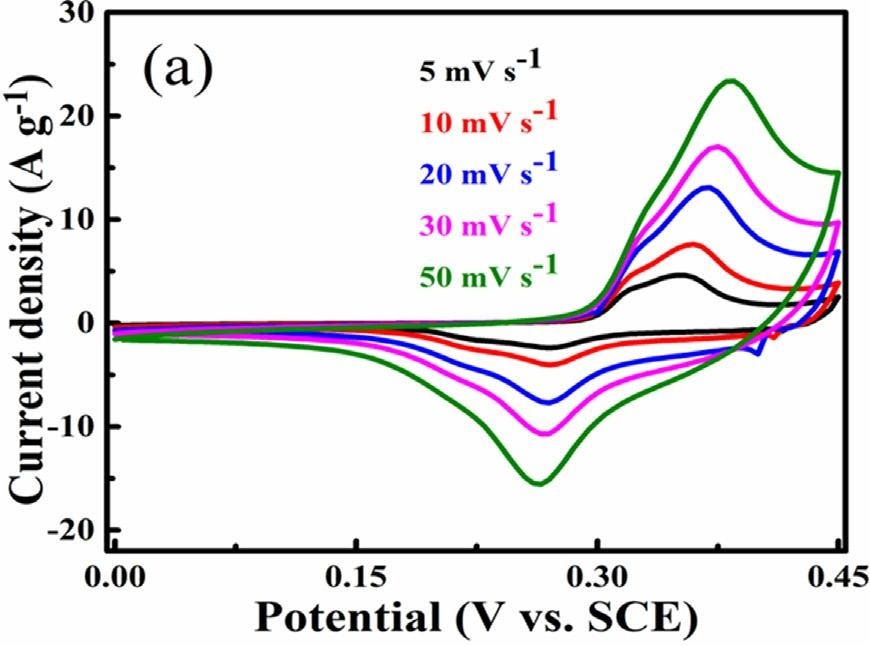 (a)
5 mV s-1
10 mV s-1
20 mV s-1
30 mV s-1
50 mV s-1
Current density (A g-1)
30
20
10
0
-10
-20
0.00 0.15 0.30 0.45
Potential (V vs. SCE)